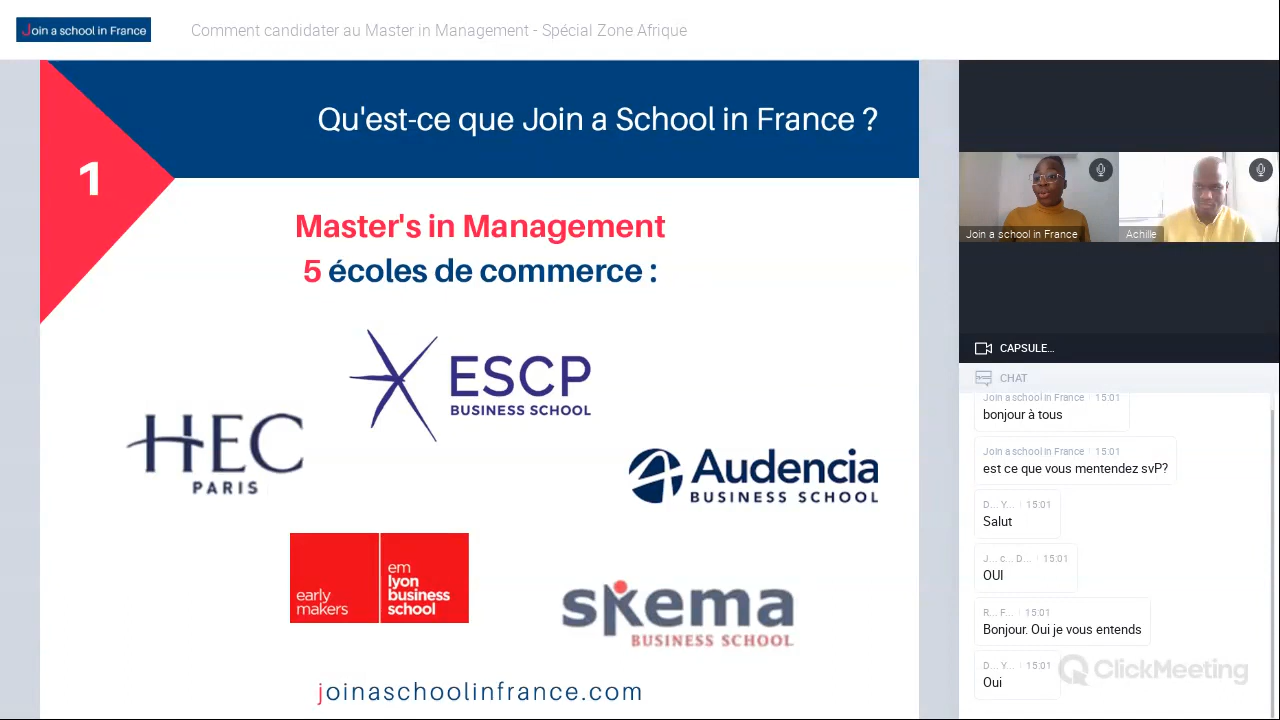 Join a school in France
Comment candidater au Master in Management - Spécial Zone Afrique
1
Qu'est-ce que Join a School in France ?
Master's in Management
5 écoles de commerce :
ESCP
BUSINESS SCHOOL
HEC
PARIS
Audencia
BUSINESS SCHOOL
early
makers
em
lyon
business
school
skema
BUSINESS SCHOOL
joinaschoolinfrance.com
Join a school in France
Achille
CAPSULE...
CHAT
Join a school in France 15:01
bonjour à tous
Join a school in France 15:01
est ce que vous mentendez svP?
D... Y... 15:01
Salut
J... c... D... 15:01
OUI
R... F... 15:01
Bonjour. Oui je vous entends
D... Y... 15:01
Oui
ClickMeeting